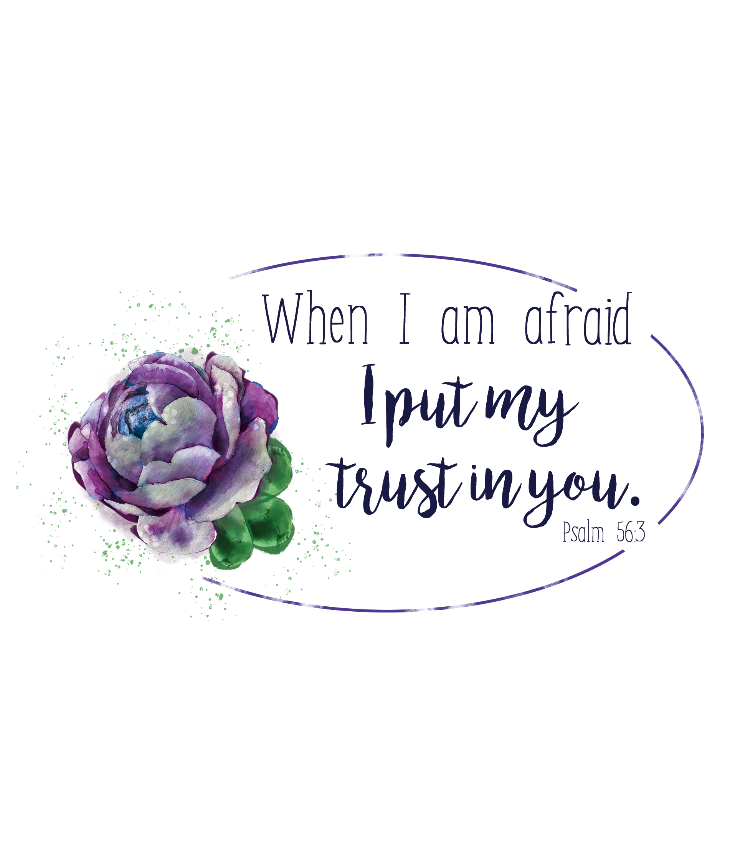 When I am afraid
I put my
trust in you.
Psalm 56:3